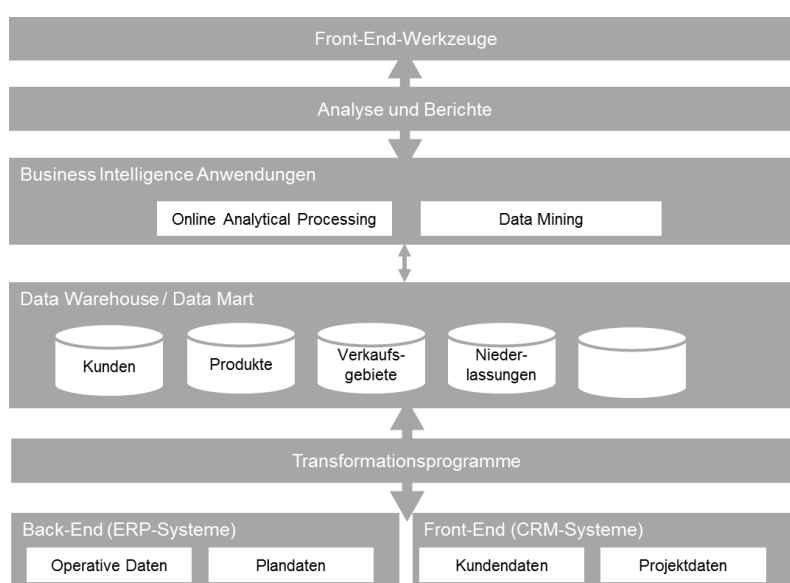 Front-End-Werkzeuge
Analyse und Berichte
Business Intelligence Anwendungen
Online Analytical Processing
Data Mining
Data Warehouse / Data Mart
Kunden
Produkte
Verkaufs-
gebiete
Nieder-
lassungen
Transformationsprogramme
Back-End (ERP-Systeme)
Operative Daten
Plandaten
Front-End (CRM-Systeme)
Kundendaten
Projektdaten